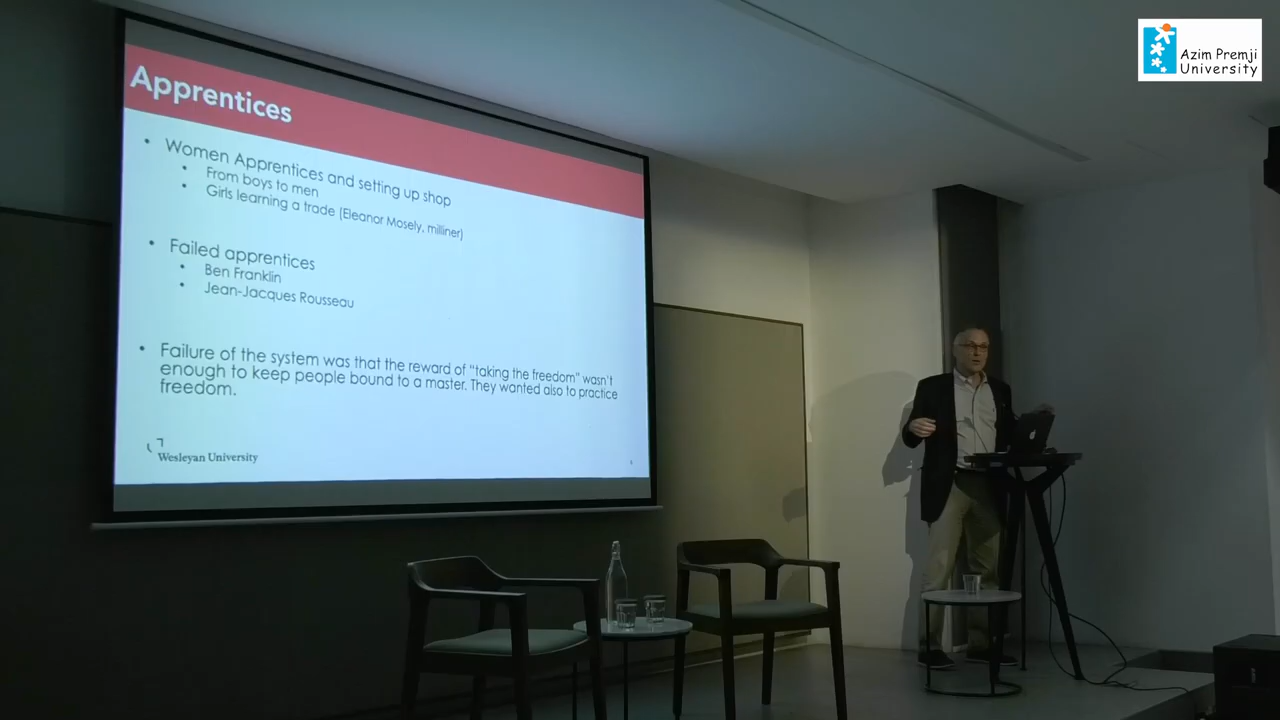 Apprentices
• Women Apprentices and setting up shop
• From boys to men
• Girls learning a trade (Eleanor Mosely, milliner)
• Failed apprentices
• Ben Franklin
• Jean-Jacques Rousseau
• Failure of the system was that the reward of “taking the freedom” wasn’t
enough to keep people bound to a master. They wanted also to practice
freedom.
Wesleyan University
Azim Premji
University